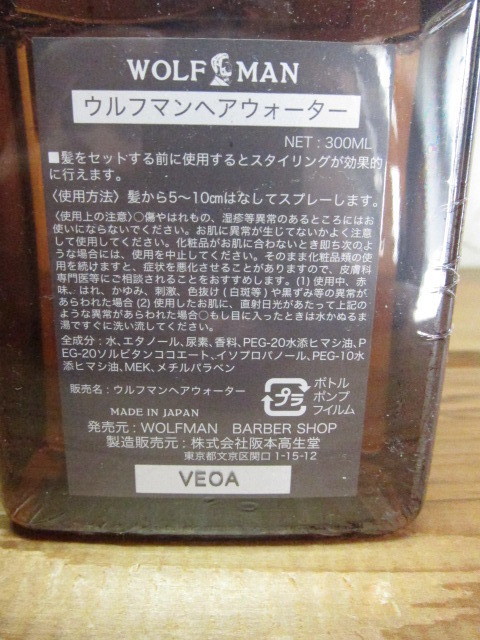 WOLF MAN
ウルフマンヘアウォーター
NET : 300ML
■髪をセットする前に使用するとスタイリングが効果的
に行えます。
〈使用方法〉髪から5〜10㎝はなしてスプレーします。
〈使用上の注意〉○傷やはれもの、湿疹等異常のあるところにはお
使いにならないでください。お肌に異常が生じてないかよく注意
して使用してください。化粧品がお肌に合わないとき即ち次のよ
うな場合には、使用を中止してください。そのまま化粧品類の使
用を続けますと、症状を悪化させることがありますので、皮膚科
専門医等にご相談されることをおすすめします。(1) 使用中、赤
味、はれ、かゆみ、刺激、色抜け(白斑等)や黒ずみ等の異常が
あらわれた場合 (2) 使用したお肌に、直射日光があたって上記のよ
うな異常があらわれた場合○もし目に入ったときは水かぬるま
湯ですぐに洗い流してください。
全成分 : 水、エタノール、尿素、香料、PEG-20水添ヒマシ油、P
EG-20ソルビタンココエート、イソプロパノール、PEG-10水
添ヒマシ油、MEK、メチルパラベン
販売名 : ウルフマンヘアウォーター
プラ
ボトル
ポンプ
フィルム
MADE IN JAPAN
発売元 : WOLFMAN BARBER SHOP
製造販売元 : 株式会社阪本高生堂
東京都文京区関口 1-15-12
VEOA